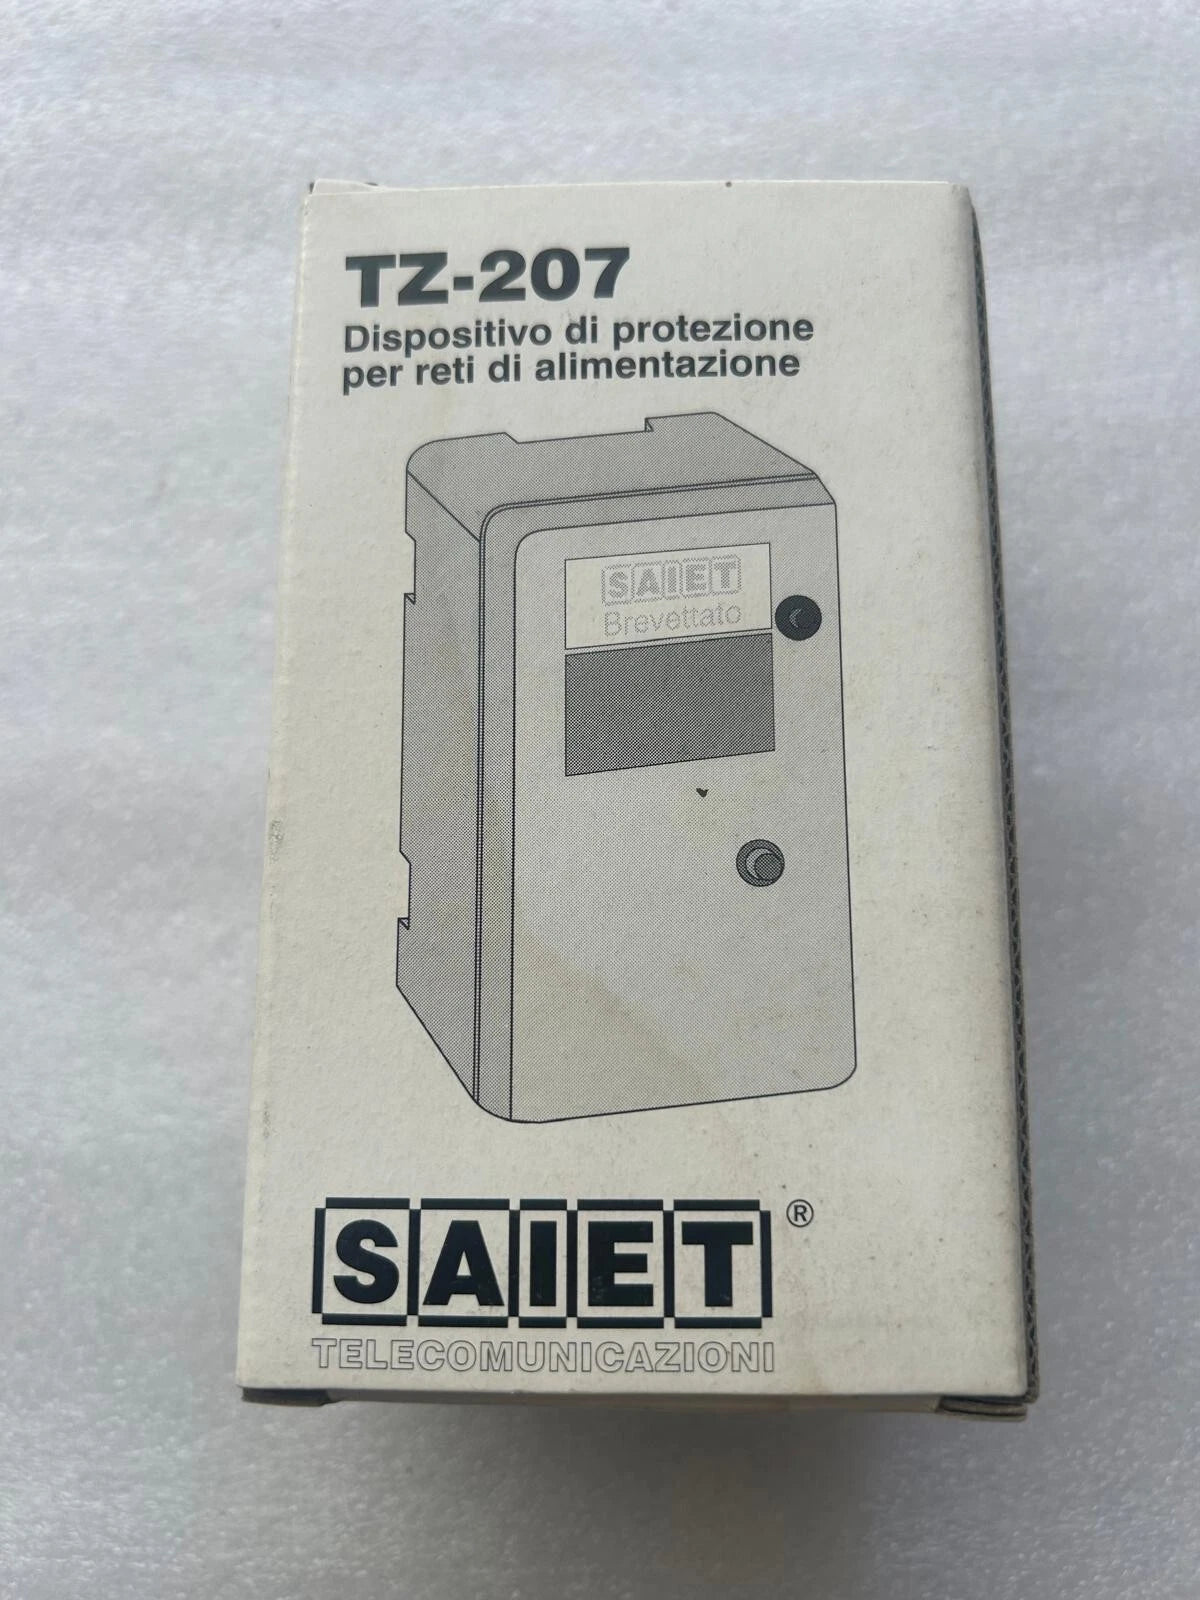 TZ-207
Dispositivo di protezione
per reti di alimentazione
SAIET
Brevettato
SAIET®
TELECOMUNICAZIONI